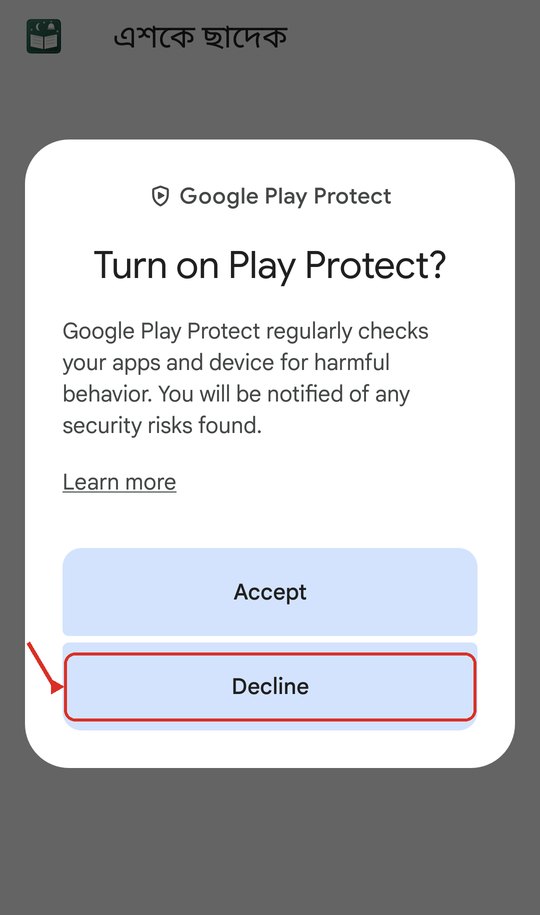 এশকে ছাদেক
Google Play Protect
Turn on Play Protect?
Google Play Protect regularly checks
your apps and device for harmful
behavior. You will be notified of any
security risks found.
Learn more
Accept
Decline